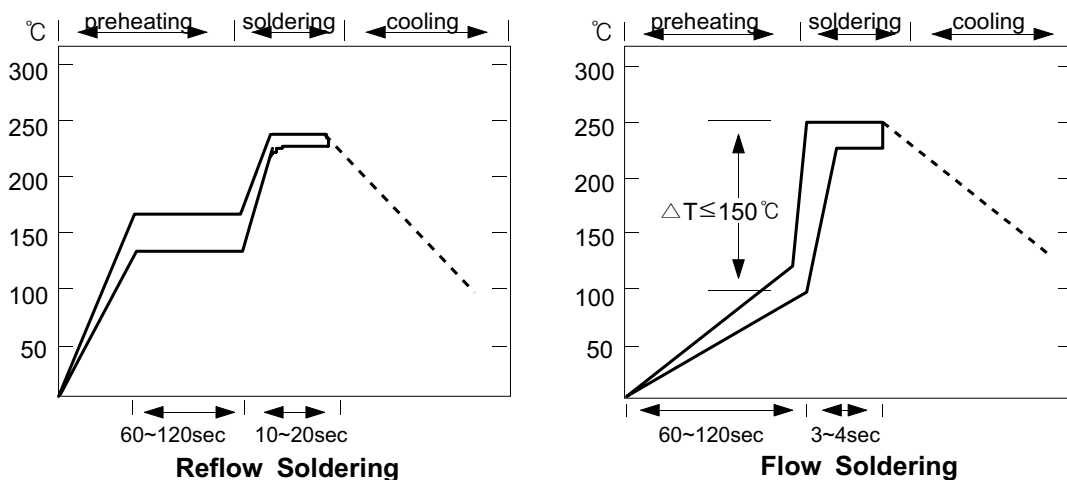 ℃ preheating soldering cooling
300
250
200
150
100
50
60~120sec 10~20sec
Reflow Soldering
℃ preheating soldering cooling
300
250
200
△T≤150℃
150
100
50
60~120sec 3~4sec
Flow Soldering